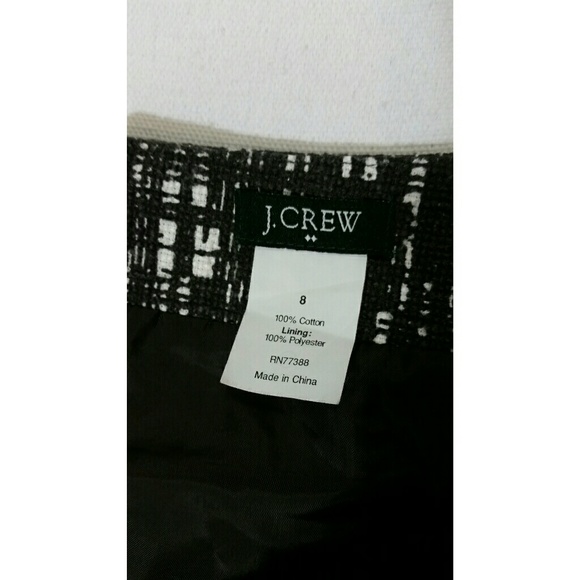 J.CREW
8
100% Cotton
Lining:
100% Polyester
RN77388
Made in China